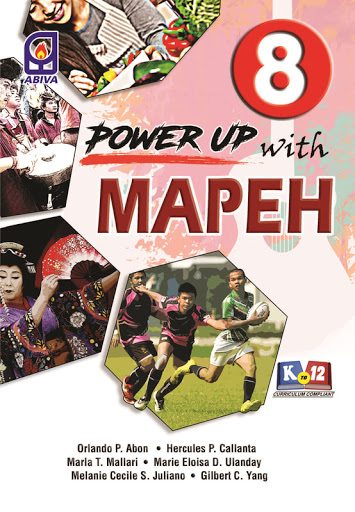 ABIVA
8
POWER UP with
MAPEH
K TO 12
CURRICULUM COMPLIANT
Orlando P. Abon • Hercules P. Callanta
Marla T. Mallari • Marie Eloisa D. Ulanday
Melanie Cecile S. Juliano • Gilbert C. Yang